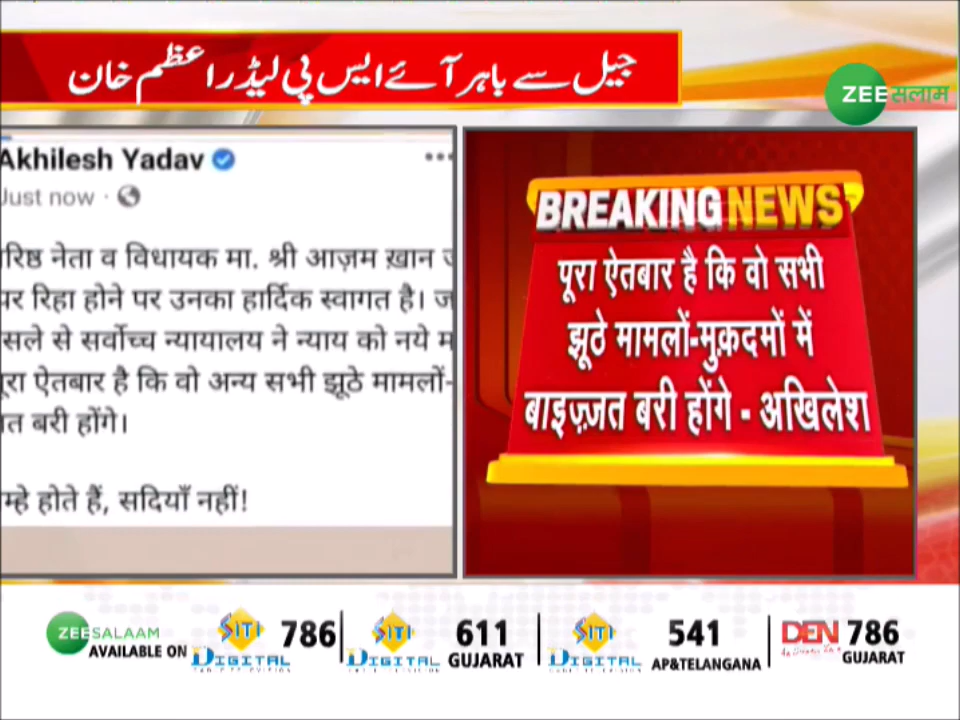 جیل سے باہر آئے ایس پی لیڈر اعظم خان
ZEEसलाम
Akhilesh Yadav
Just now
रिष्ठ नेता व विधायक मा. श्री आज़म ख़ान ज
पर रिहा होने पर उनका हार्दिक स्वागत है। ज
सले से सर्वोच्च न्यायालय ने न्याय को नये म
पूरा ऐतबार है कि वो अन्य सभी झूठे मामलों-
त बरी होंगे।
म्हे होते हैं, सदियाँ नहीं!
BREAKING NEWS
पूरा ऐतबार है कि वो सभी
झूठे मामलों-मुक़दमों में
बाइज़्ज़त बरी होंगे - अखिलेश
ZEESALAAM
AVAILABLE ON
SITI DIGITAL 786
SITI DIGITAL 611 GUJARAT
SITI DIGITAL 541 AP&TELANGANA
DEN 786 GUJARAT